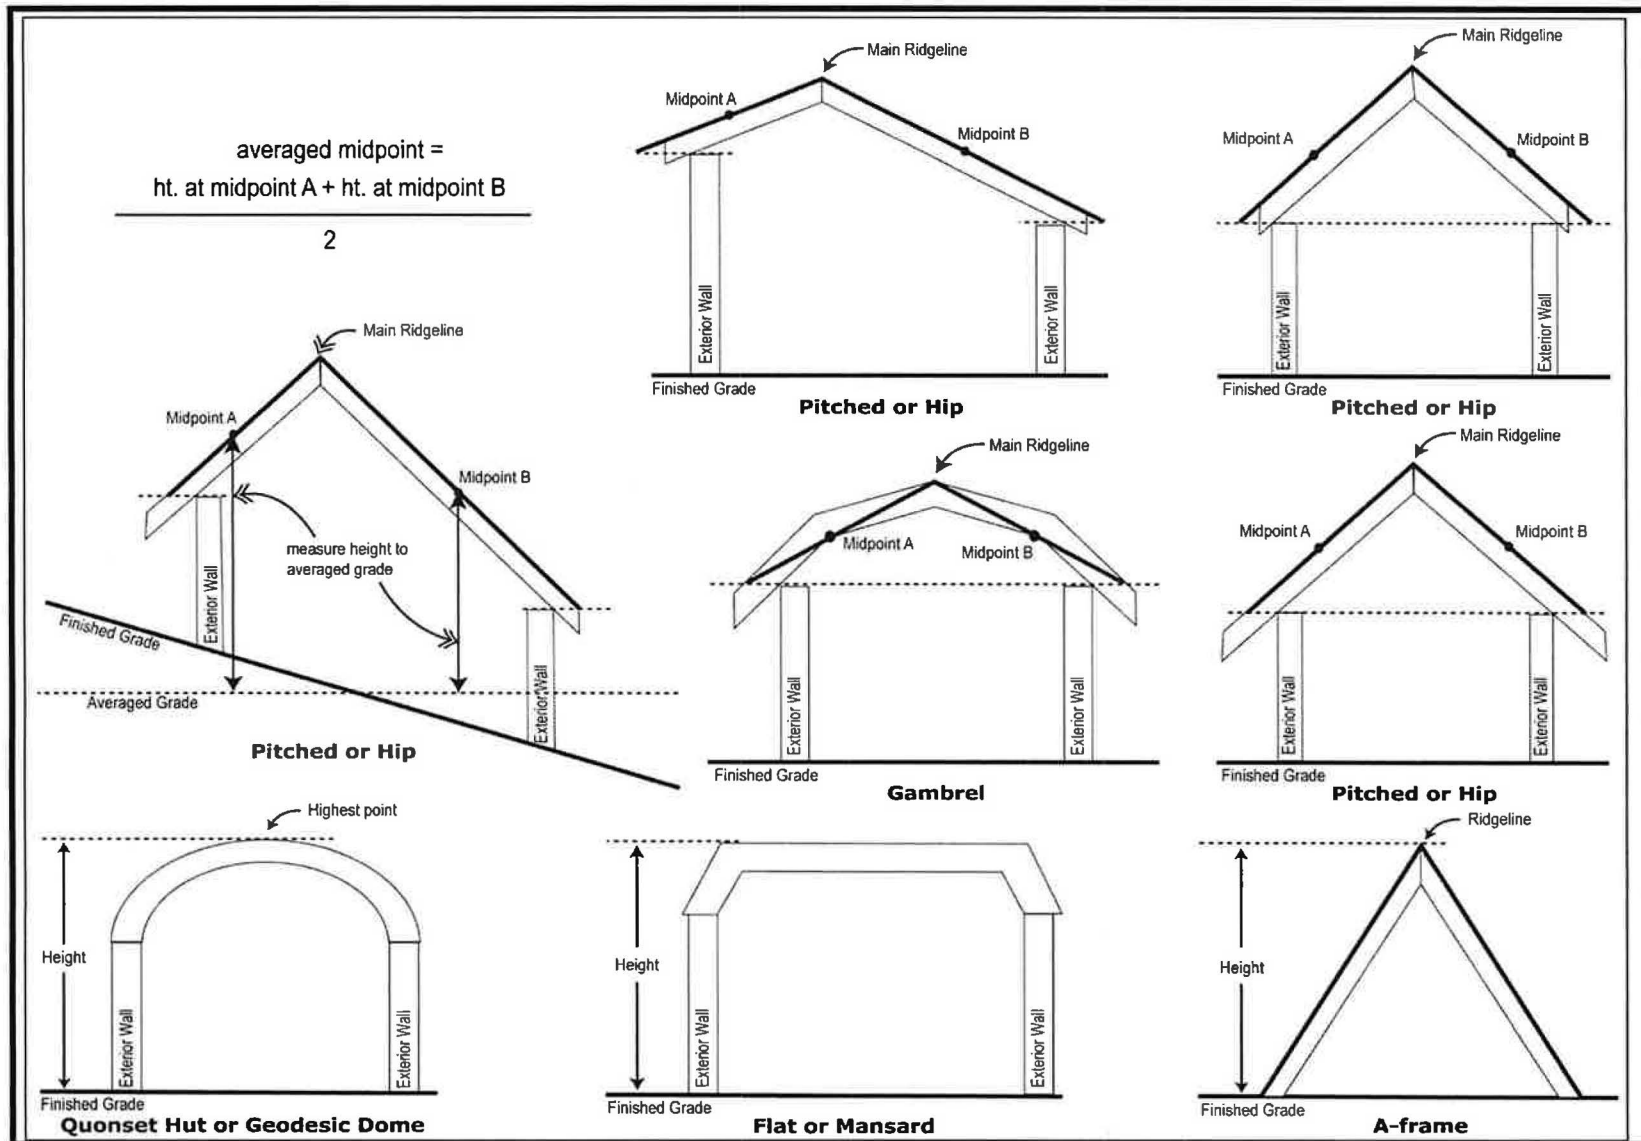 averaged midpoint =
ht. at midpoint A + ht. at midpoint B
2
Main Ridgeline
Midpoint A
Midpoint B
Exterior Wall
Exterior Wall
Finished Grade
Pitched or Hip
Main Ridgeline
Midpoint A
Midpoint B
Exterior Wall
Exterior Wall
Finished Grade
Pitched or Hip
Main Ridgeline
Midpoint A
Midpoint B
measure height to
averaged grade
Exterior Wall
Finished Grade
Exterior Wall
Averaged Grade
Pitched or Hip
Main Ridgeline
Midpoint A
Midpoint B
Exterior Wall
Exterior Wall
Finished Grade
Gambrel
Main Ridgeline
Midpoint A
Midpoint B
Exterior Wall
Exterior Wall
Finished Grade
Pitched or Hip
Highest point
Height
Exterior Wall
Exterior Wall
Finished Grade
Quonset Hut or Geodesic Dome
Height
Exterior Wall
Exterior Wall
Finished Grade
Flat or Mansard
Ridgeline
Height
Finished Grade
A-frame